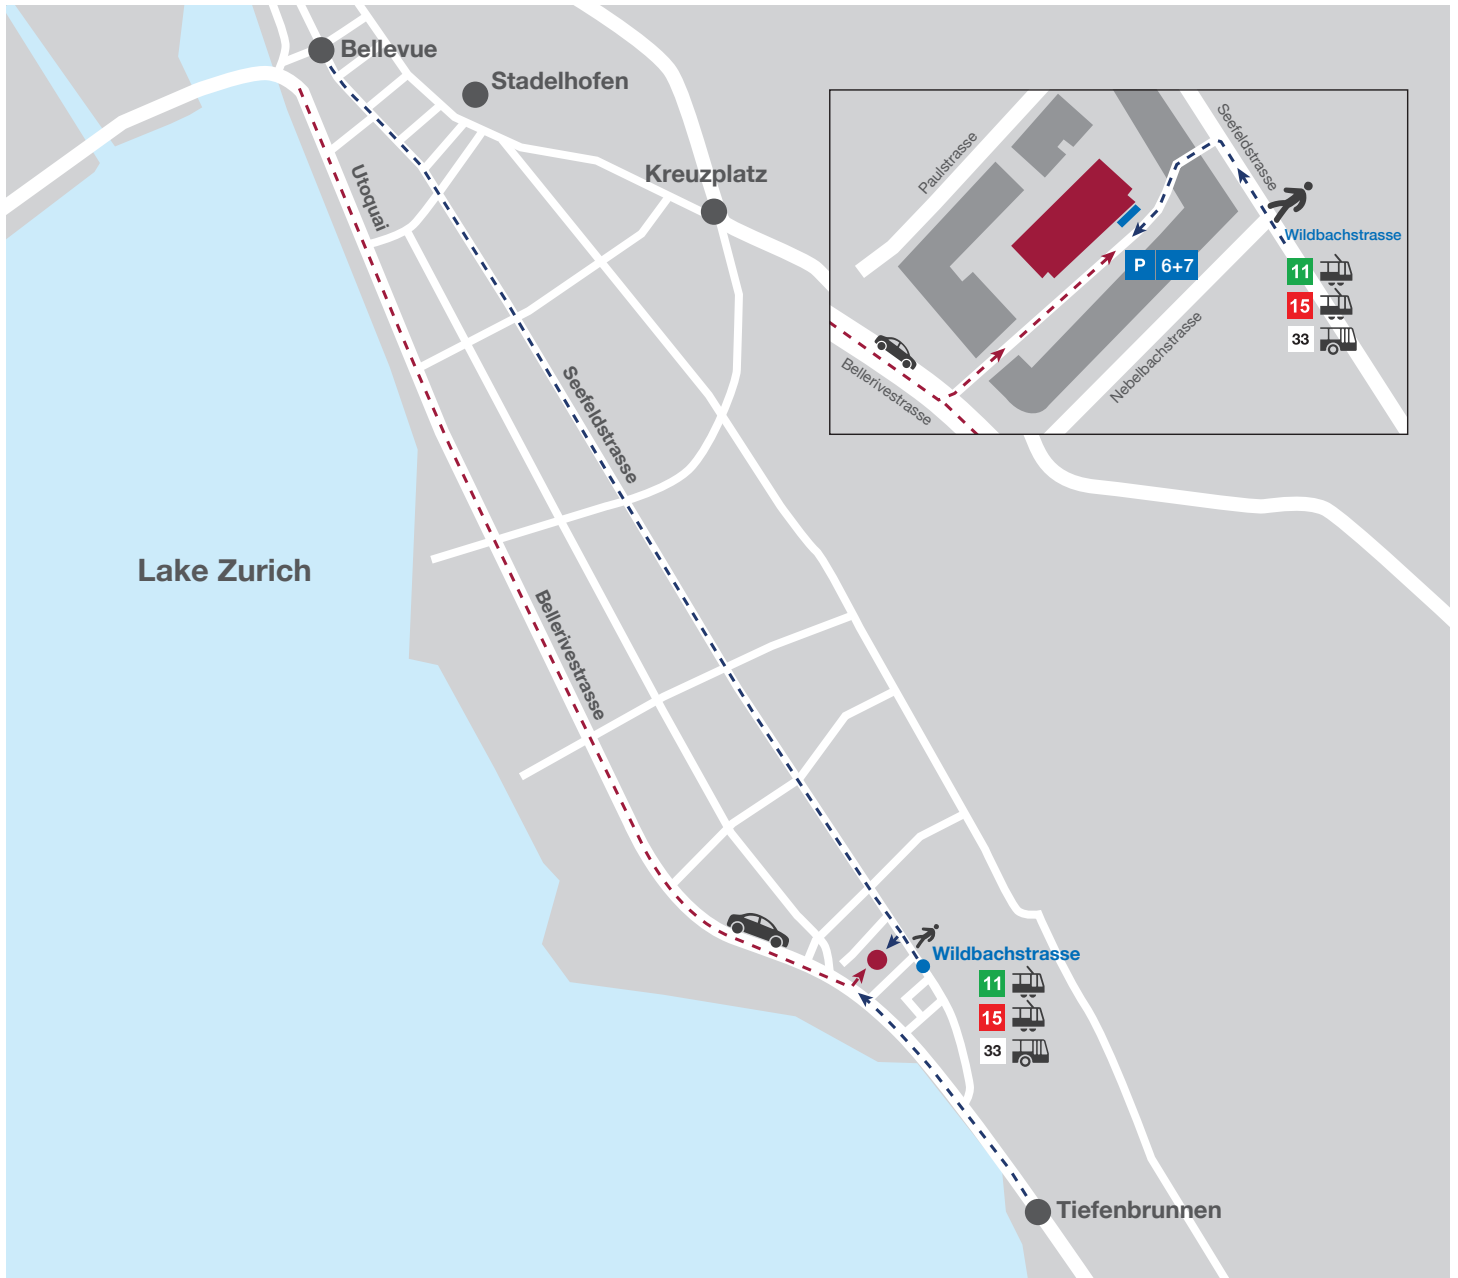 Bellevue
Stadelhofen
Kreuzplatz
Utoquai
Seefeldstrasse
Bellerivestrasse
Lake Zurich
Paulstrasse
Seefeldstrasse
Wildbachstrasse
P 6+7
11
15
33
Nebelbachstrasse
Bellerivestrasse
Wildbachstrasse
11
15
33
Tiefenbrunnen